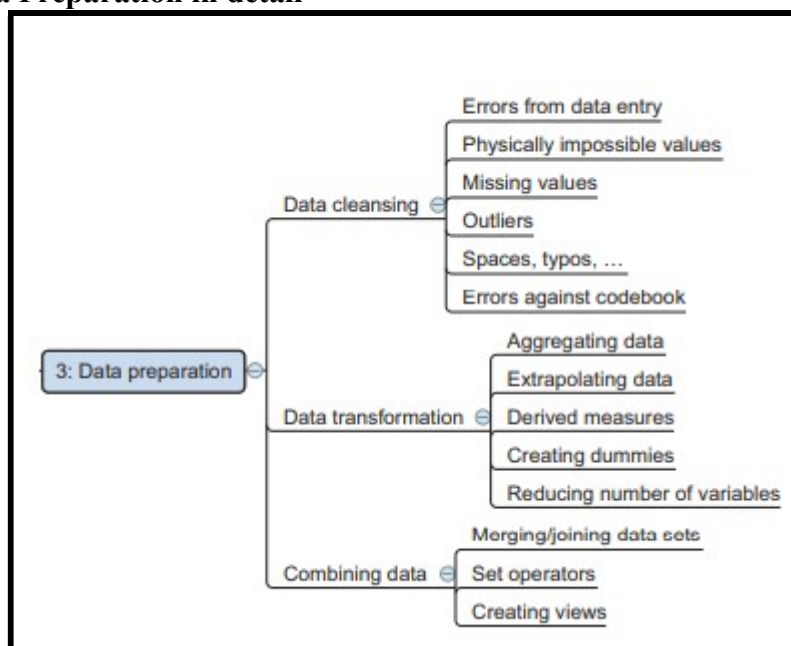 Preparation in detail
Errors from data entry
Physically impossible values
Missing values
Data cleansing
Outliers
Spaces, typos, ...
Errors against codebook
Aggregating data
3: Data preparation
Extrapolating data
Data transformation
Derived measures
Creating dummies
Reducing number of variables
Merging/joining data sets
Combining data
Set operators
Creating views